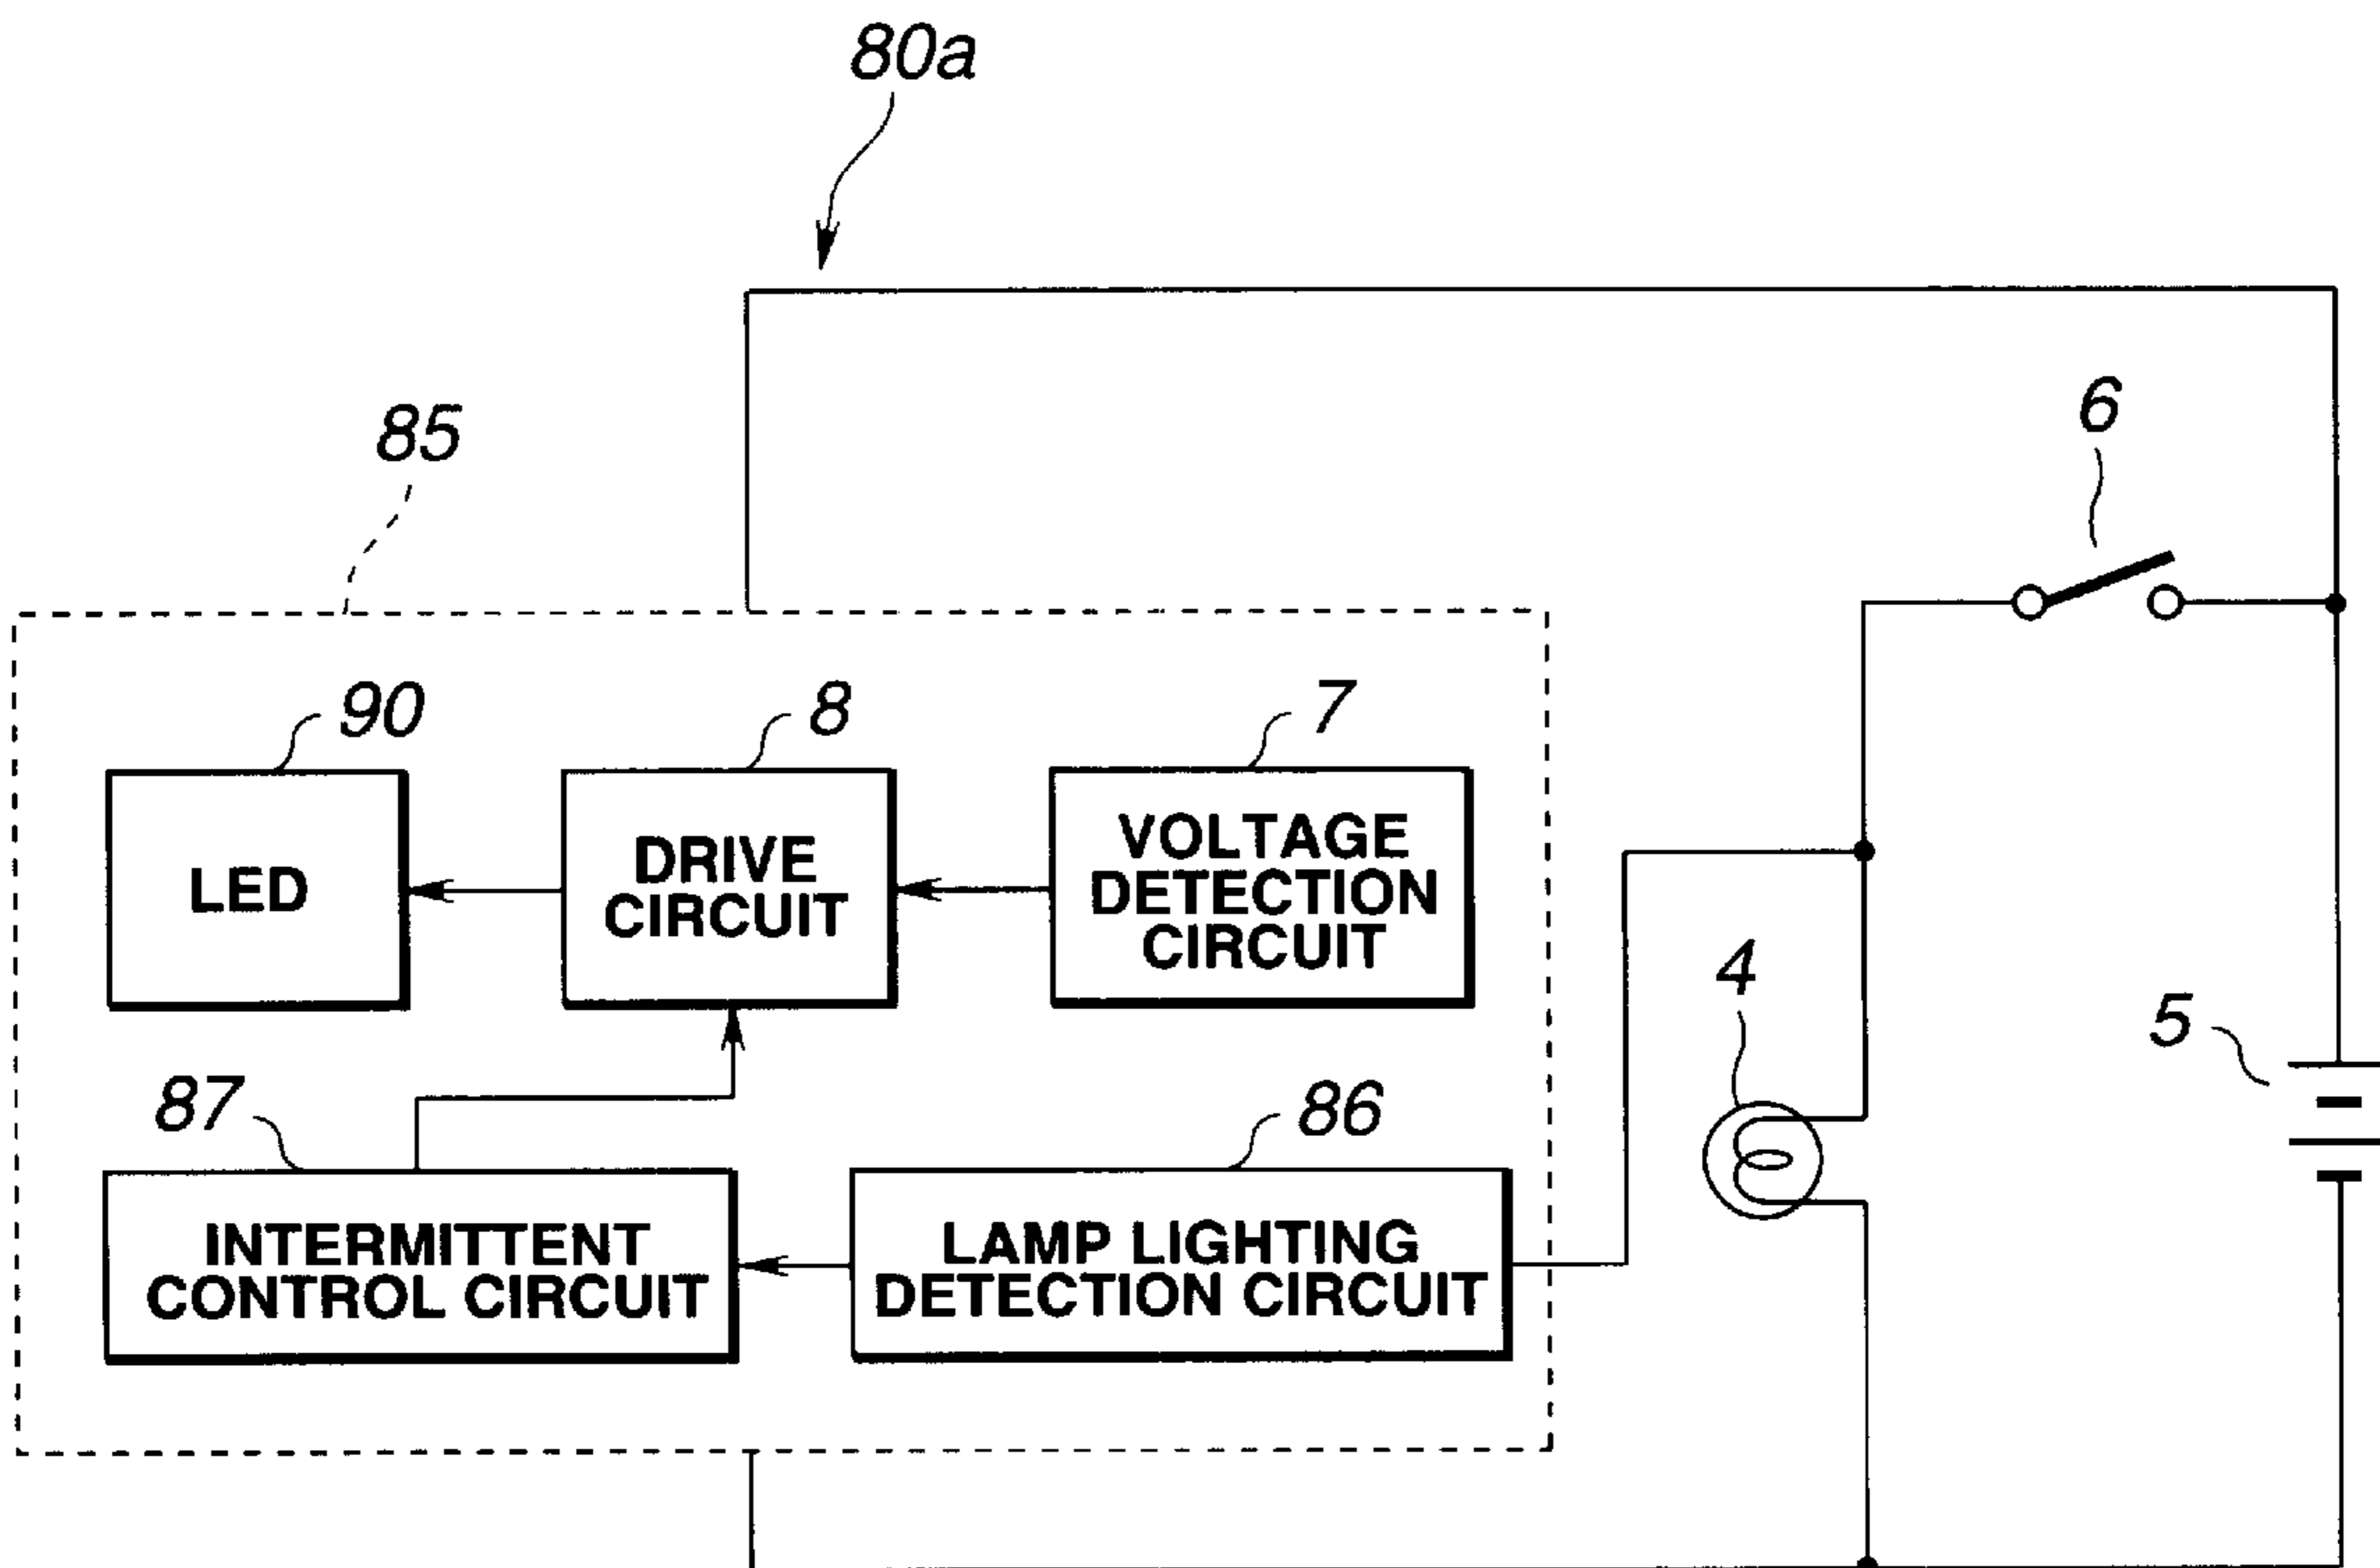 80a
85
6
90
8
7
LED
DRIVE
CIRCUIT
VOLTAGE
DETECTION
CIRCUIT
4
5
87
86
INTERMITTENT
CONTROL CIRCUIT
LAMP LIGHTING
DETECTION CIRCUIT